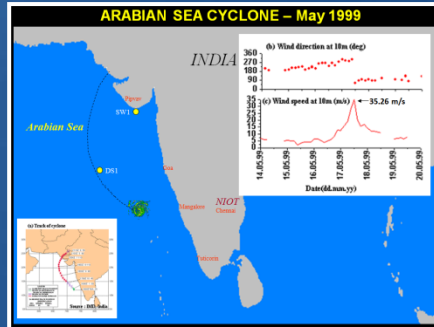 ARABIAN SEA CYCLONE – May 1999
INDIA
(b) Wind direction at 10m (deg)
360
270
180
90
0
(c) Wind speed at 10m (m/s)
35.26 m/s
35
30
25
20
15
10
5
0
14.05.99
15.05.99
16.05.99
17.05.99
18.05.99
19.05.99
20.05.99
Date(dd.mm.yy)
SW1
Arabian Sea
DS1
Goa
Mangalore
NIOT
Chennai
(a) Track of cyclone
Source : IMD/India